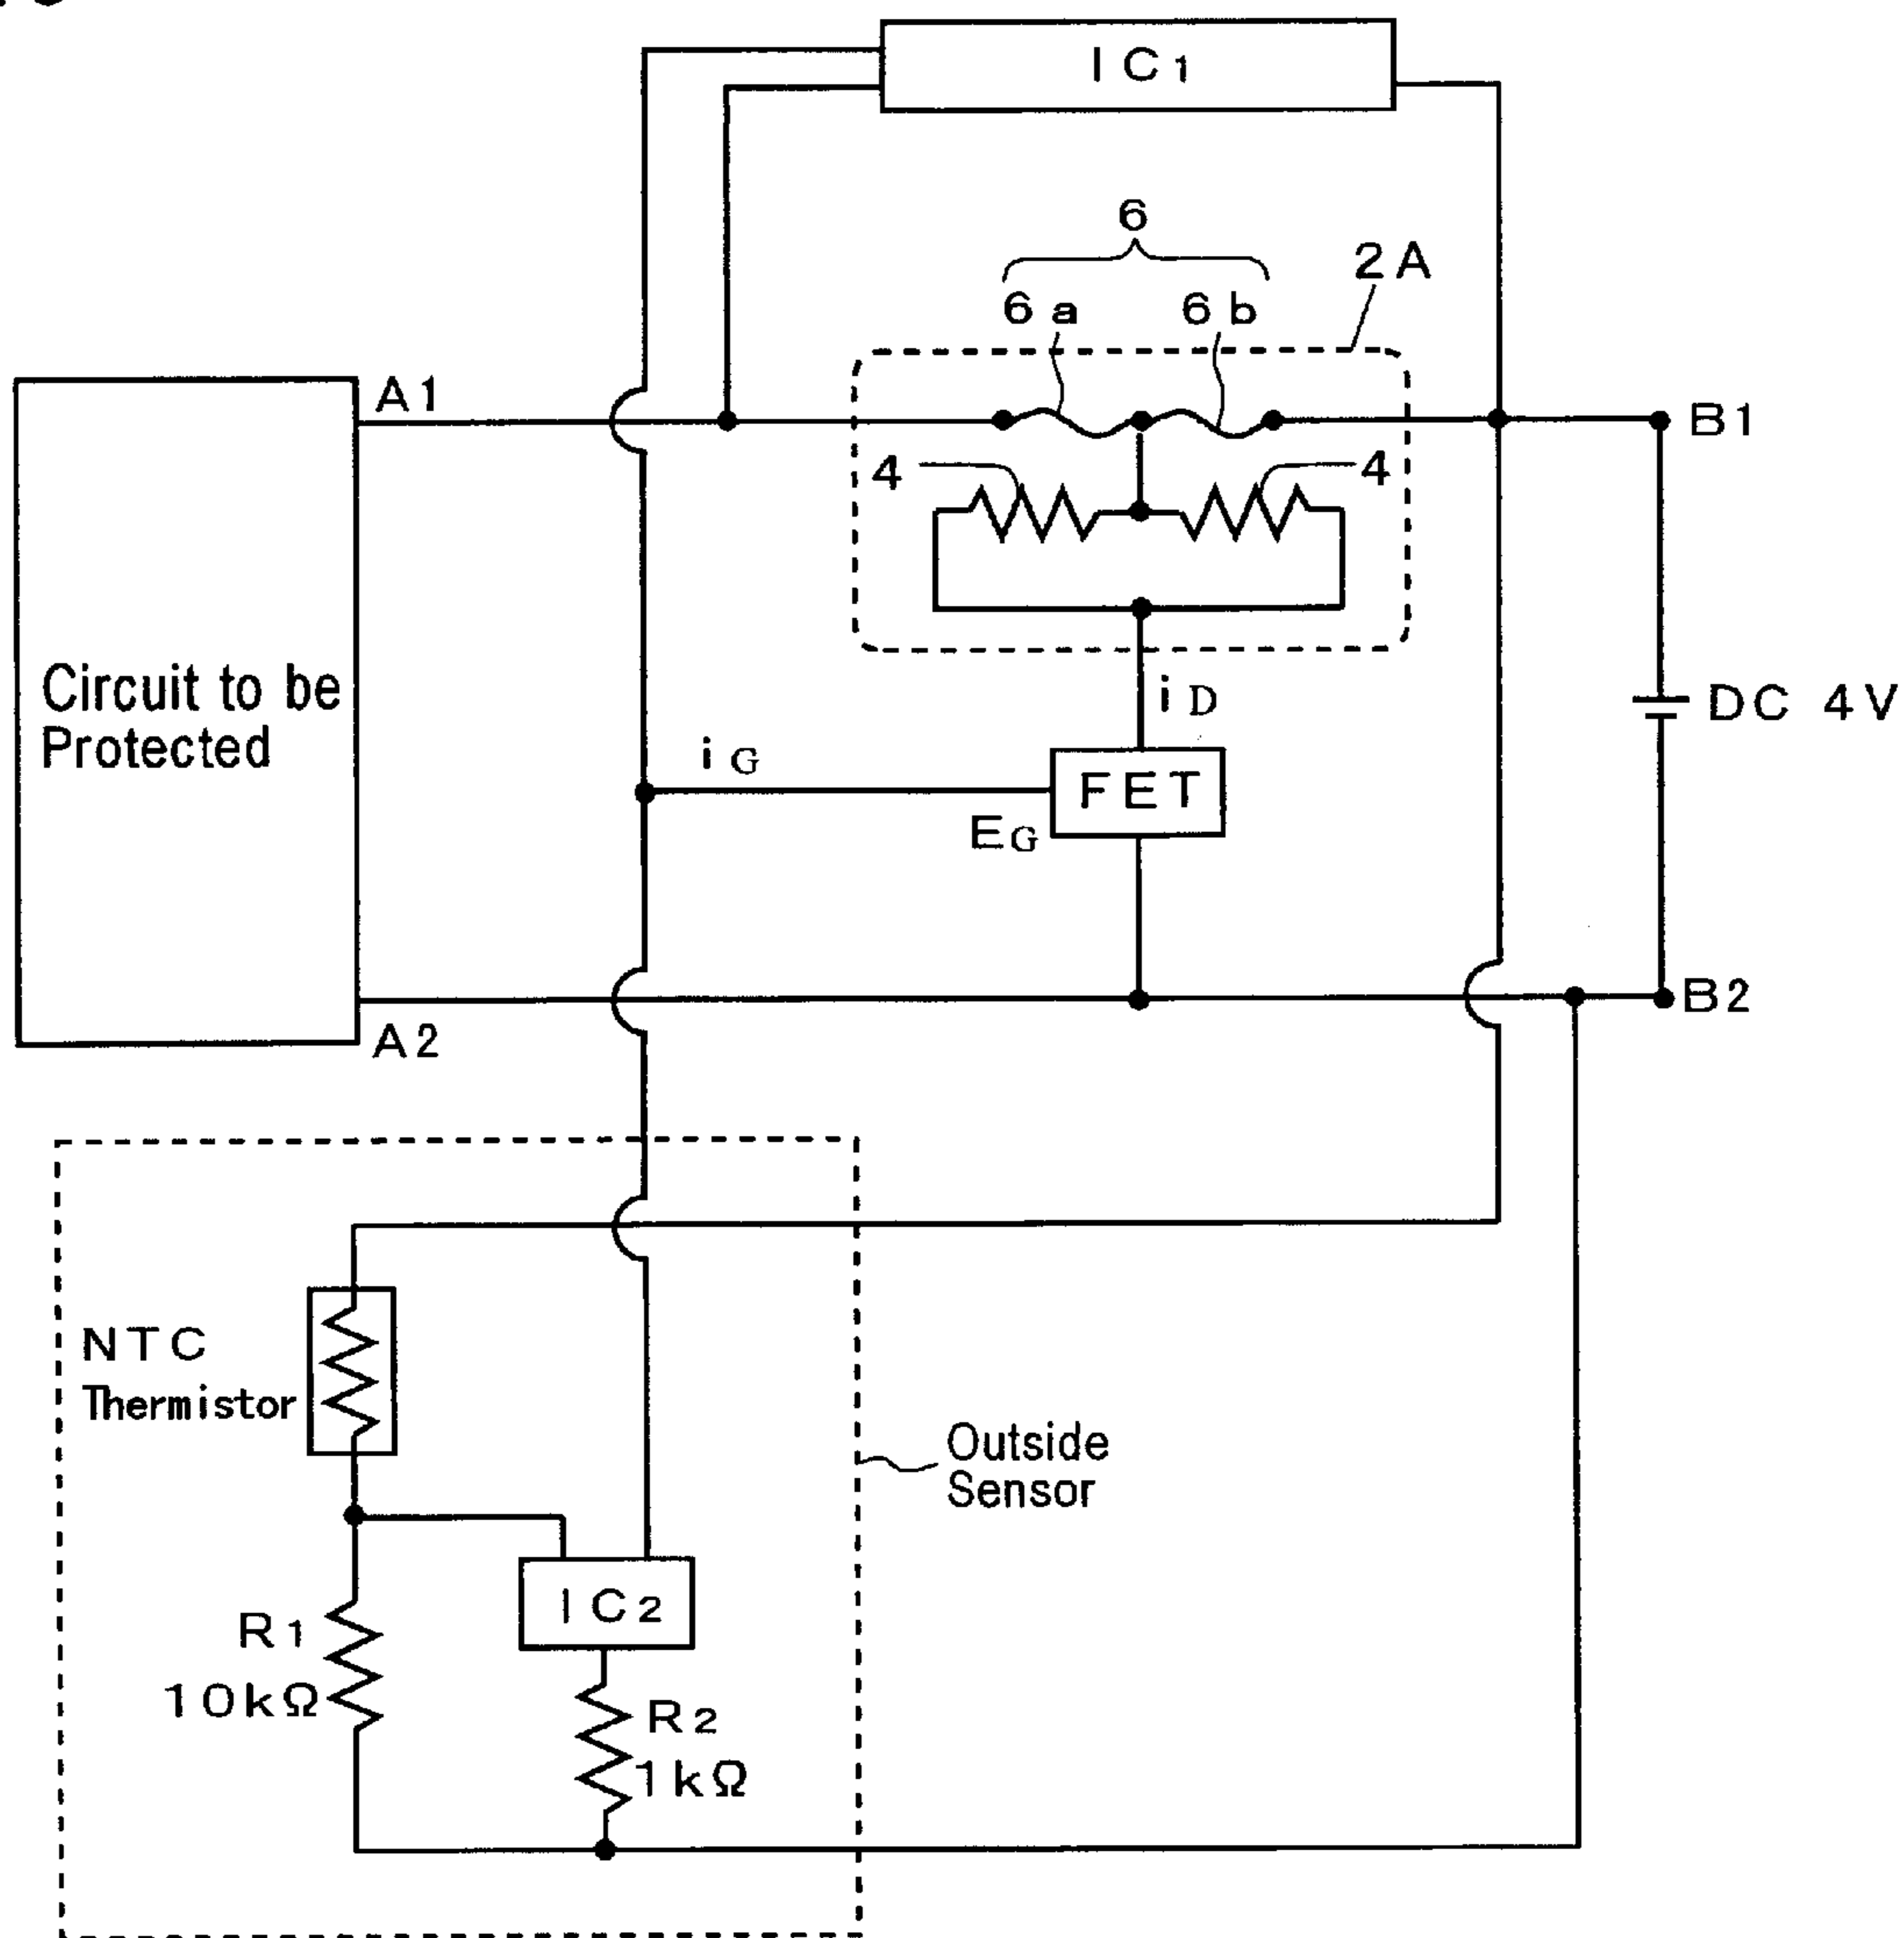 IC1
6
2A
6a 6b
A1
B1
4 4
Circuit to be
Protected
DC 4V
iD
iG
FET
EG
B2
A2
NTC
Thermistor
Outside
Sensor
IC2
R1
10kΩ
R2
1kΩ